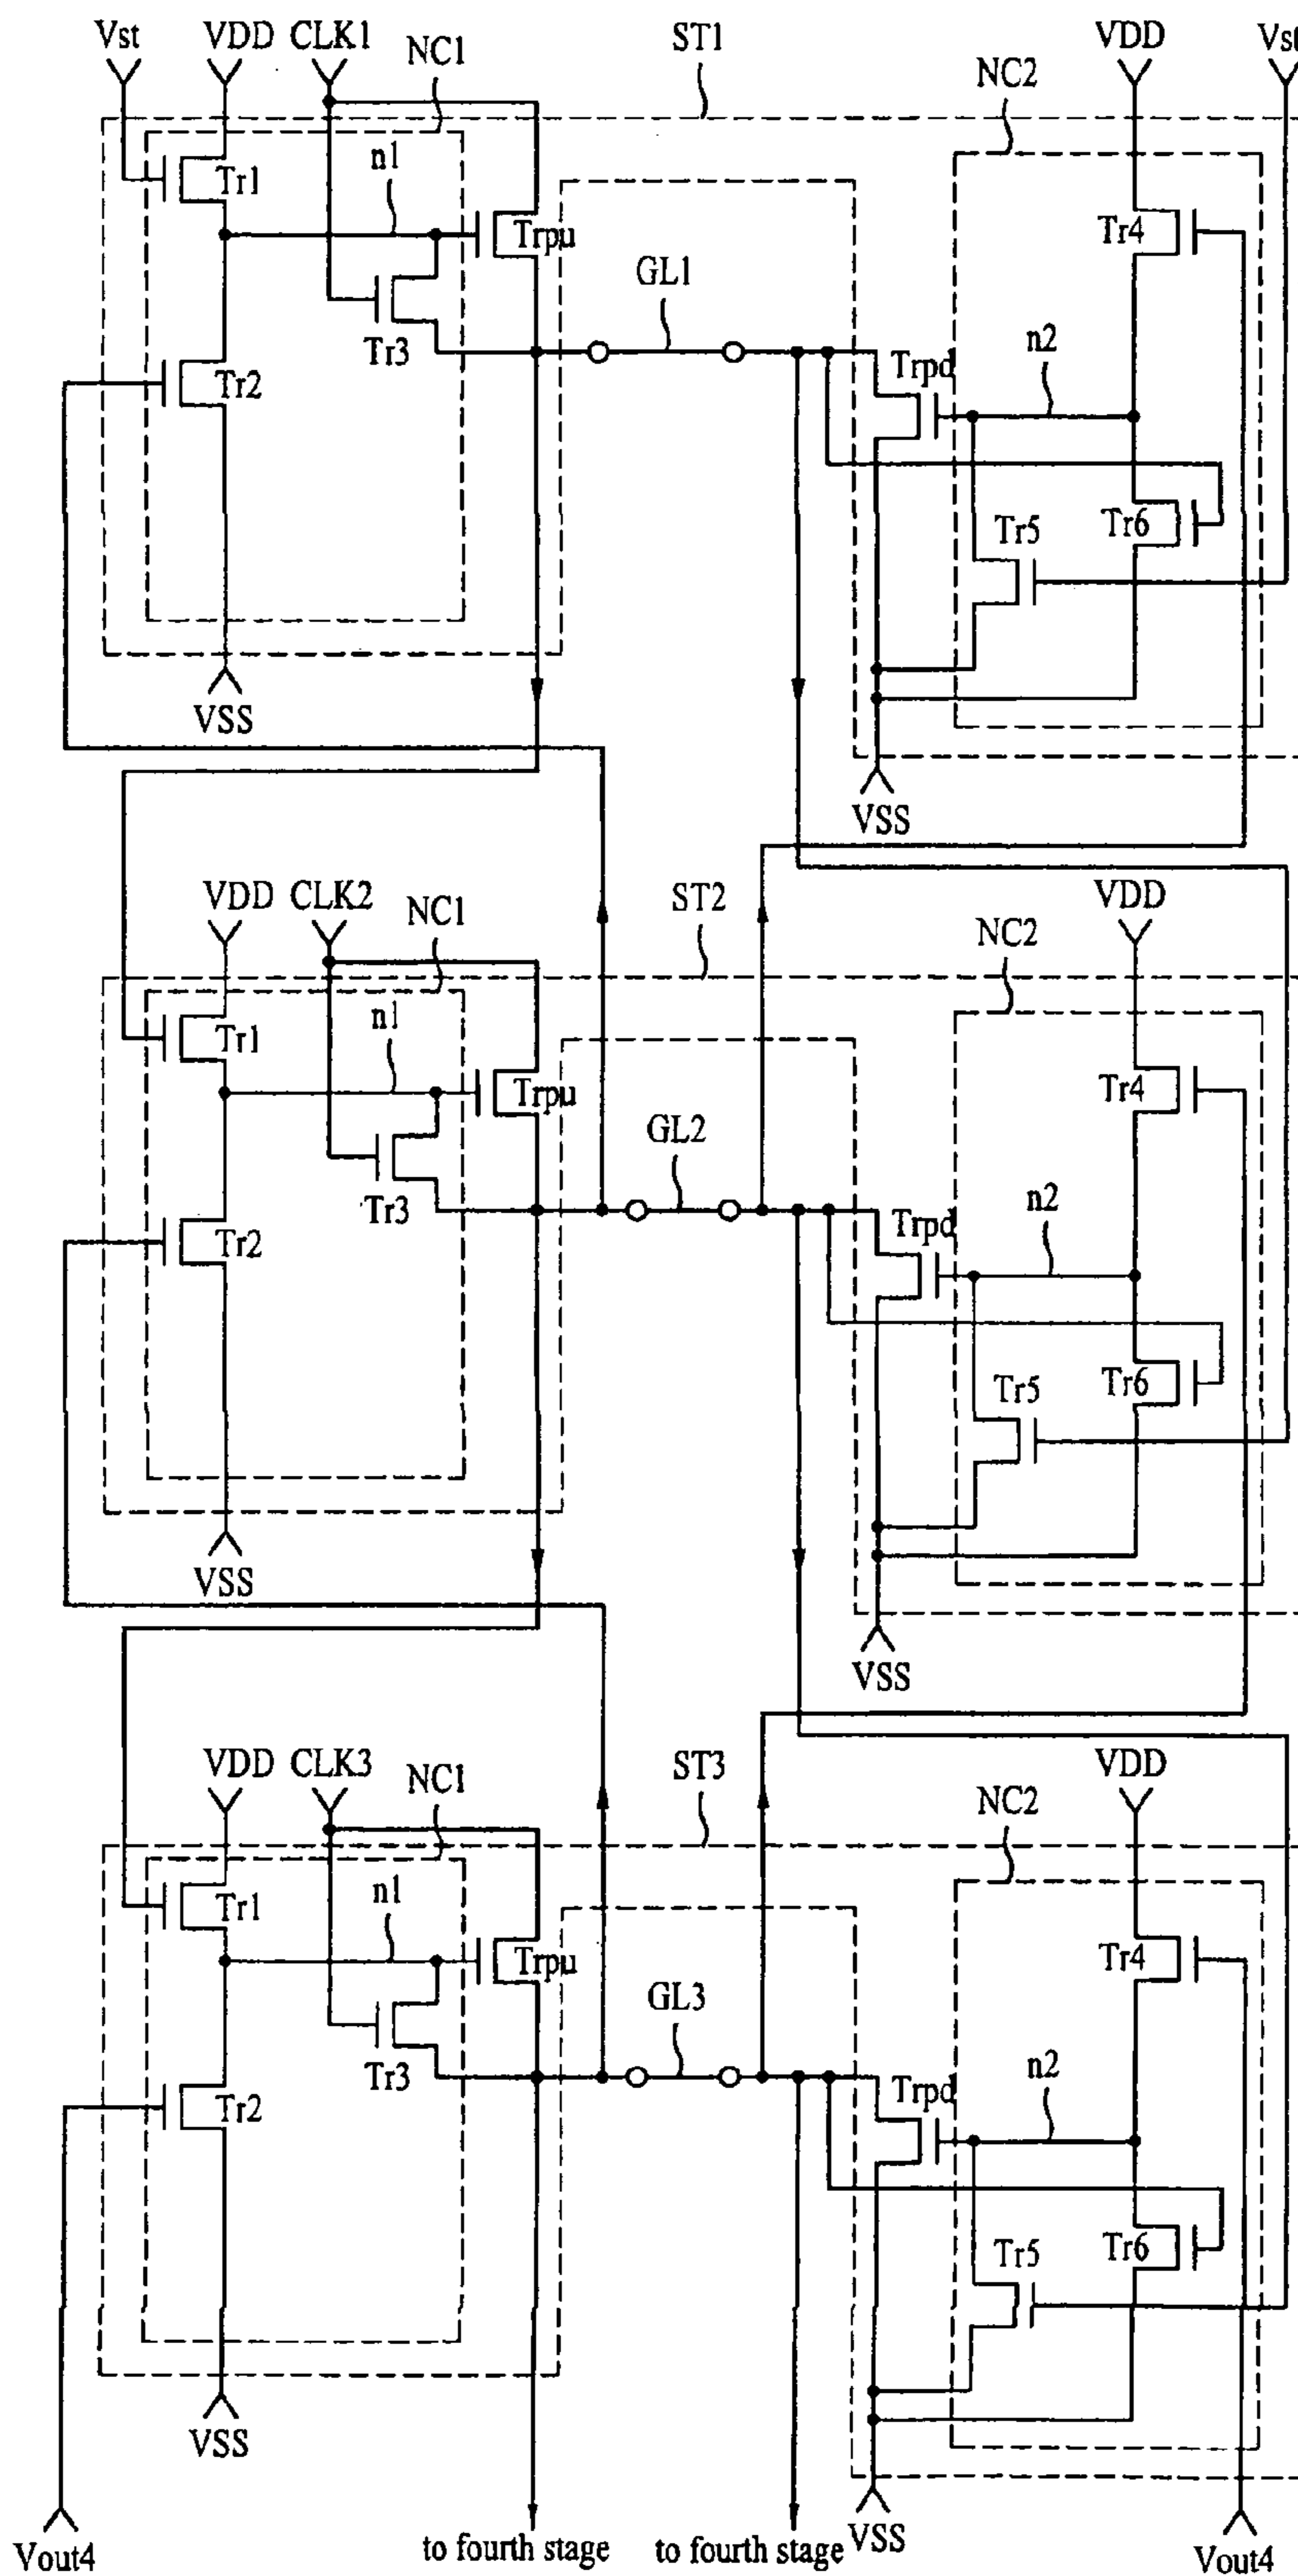 Vst VDD CLK1 NC1 ST1 NC2 VDD Vst
Tr1 n1 Trpu Tr4
GL1
Tr3 Tr2 Trpd n2
Tr5 Tr6
VSS
VSS
VDD CLK2 NC1 ST2 NC2 VDD
Tr1 n1 Trpu Tr4
GL2
Tr3 Tr2 Trpd n2
Tr5 Tr6
VSS
VSS
VDD CLK3 NC1 ST3 NC2 VDD
Tr1 n1 Trpu Tr4
GL3
Tr3 Tr2 Trpd n2
Tr5 Tr6
VSS
VSS
Vout4 to fourth stage to fourth stage Vout4